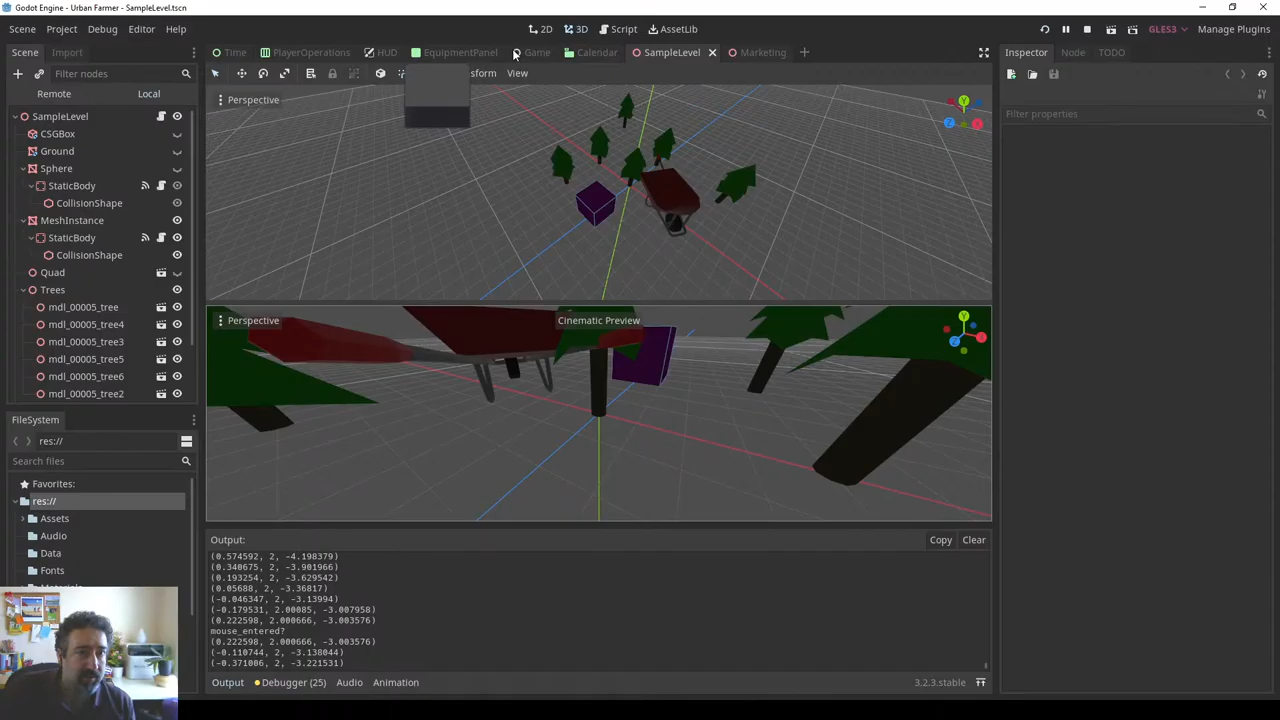 Godot Engine - Urban Farmer - SampleLevel.tscn
Scene Project Debug Editor Help
2D 3D Script AssetLib
GLES3 Manage Plugins
Scene Import
Time PlayerOperations HUD EquipmentPanel Game Calendar SampleLevel Marketing
Inspector Node TODO
Filter nodes
sform View
Remote Local
Perspective
Filter properties
SampleLevel
CSGBox
Ground
Sphere
StaticBody
CollisionShape
MeshInstance
StaticBody
CollisionShape
Quad
Trees
mdl_00005_tree
mdl_00005_tree4
mdl_00005_tree3
mdl_00005_tree5
mdl_00005_tree6
mdl_00005_tree2
Y
Z
X
Perspective
Cinematic Preview
Y
X
Z
FileSystem
res://
Search files
Favorites:
res://
Assets
Audio
Data
Fonts
Output:
Copy Clear
(0.574592, 2, -4.198379)
(0.340675, 2, -3.901966)
(0.193254, 2, -3.629542)
(0.05688, 2, -3.36817)
(-0.046347, 2, -3.13994)
(-0.179531, 2.00085, -3.007958)
(0.222598, 2.000666, -3.003576)
mouse_entered?
(0.222598, 2.000666, -3.003576)
(-0.110744, 2, -3.138044)
(-0.371006, 2, -3.221531)
Output Debugger (25) Audio Animation
3.2.3.stable